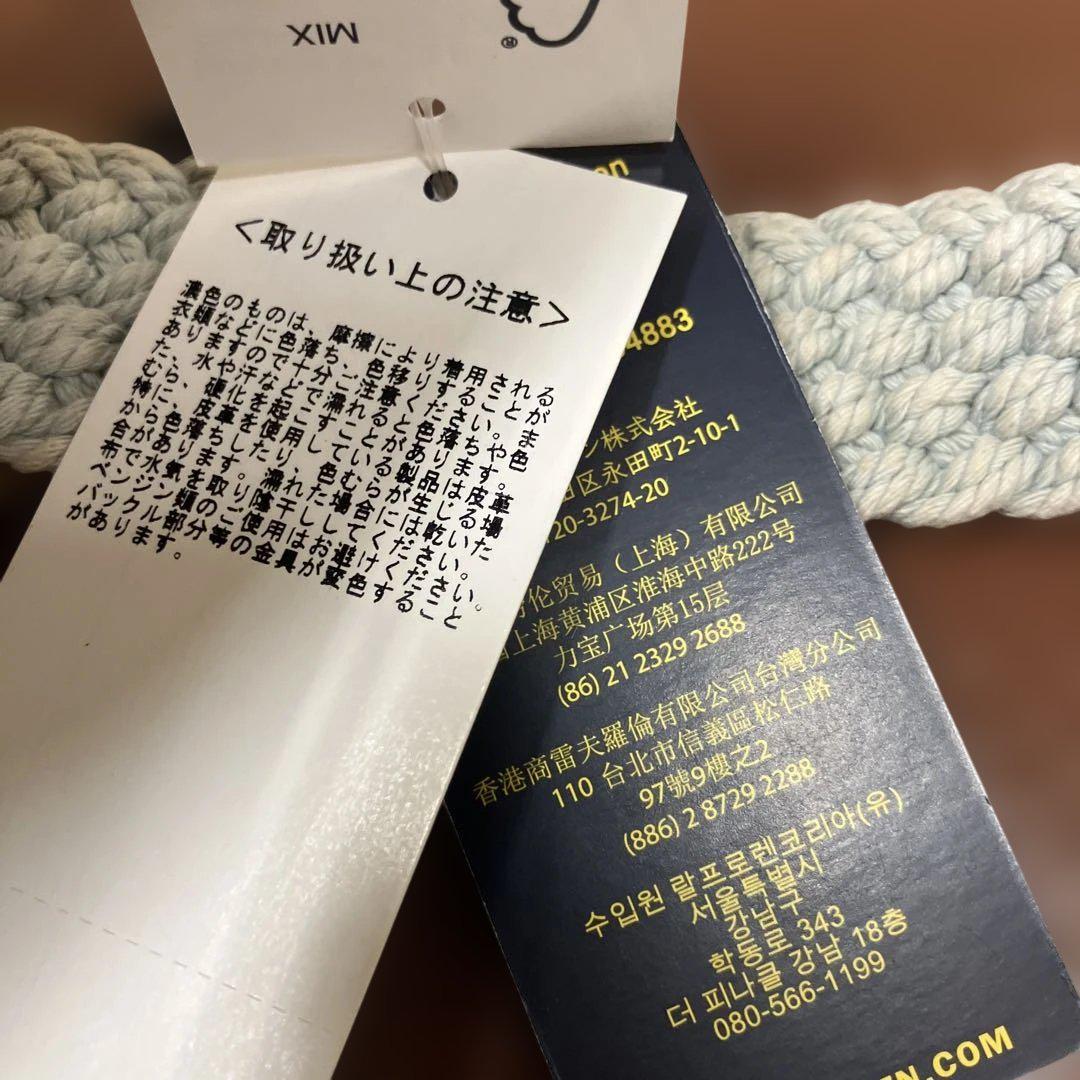 MIX
®
<取り扱い上の注意>
濃色のものは、摩擦により着用される
衣類などに色落ち、色移りすることが
ありますので十分ご注意ください。ま
た、水や汗などで濡れると色落ちや色
むら、硬化を起こすことがあります。
特に皮革を使用した製品は皮革
から色落ちし、色むらが生じる場
合があります。濡れた場合は乾いた
布で水気を取り、陰干しください。
ベンジン類のご使用は避けてください。
バックル部分等の金具が変色すること
があります。
4883
株式会社
区永田町2-10-1
20-3274-20
伦贸易（上海）有限公司
上海黄浦区淮海中路222号
力宝广场第15层
(86) 21 2329 2688
香港商雷夫羅倫有限公司台灣分公司
110 台北市信義區松仁路
97號9樓之2
(886) 2 8729 2288
수입원 랄프로렌코리아(유)
서울특별시
강남구
학동로 343
더 피나클 강남 18층
080-566-1199
.COM